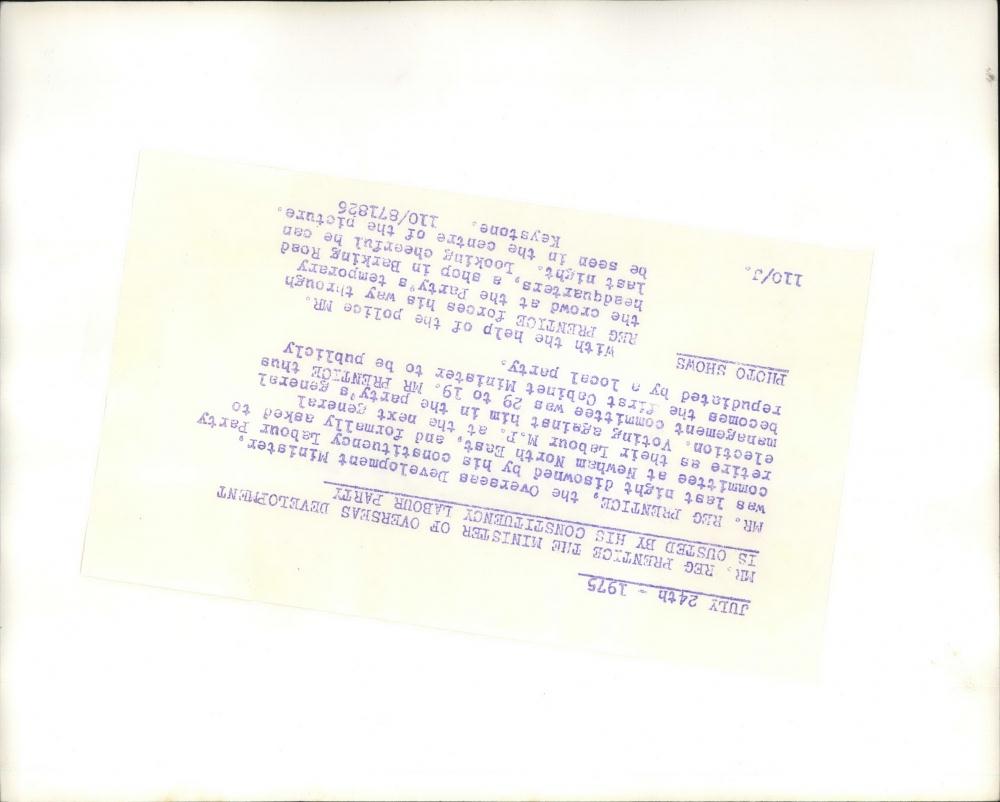 JULY 24th - 1975
MR. REG PRENTICE THE MINISTER OF OVERSEAS DEVELOPMENT
IS OUSTED BY HIS CONSTITUENCY LABOUR PARTY
MR. REG PRENTICE, the Overseas Development Minister,
was last night disowned by his constituency Labour Party
committee at Newham North East, and formally asked to
retire as their Labour M.P. at the next general
election. Voting against him in the party's general
management committee was 29 to 19. MR PRENTICE thus
becomes the first Cabinet Minister to be publicly
repudiated by a local party.
PHOTO SHOWS
With the help of the police MR.
REG PRENTICE forces his way through
the crowd at the Party's temporary
headquarters, a shop in Barking Road
last night. Looking cheerful he can
be seen in the centre of the picture.
Keystone. 110/871826
110/J.